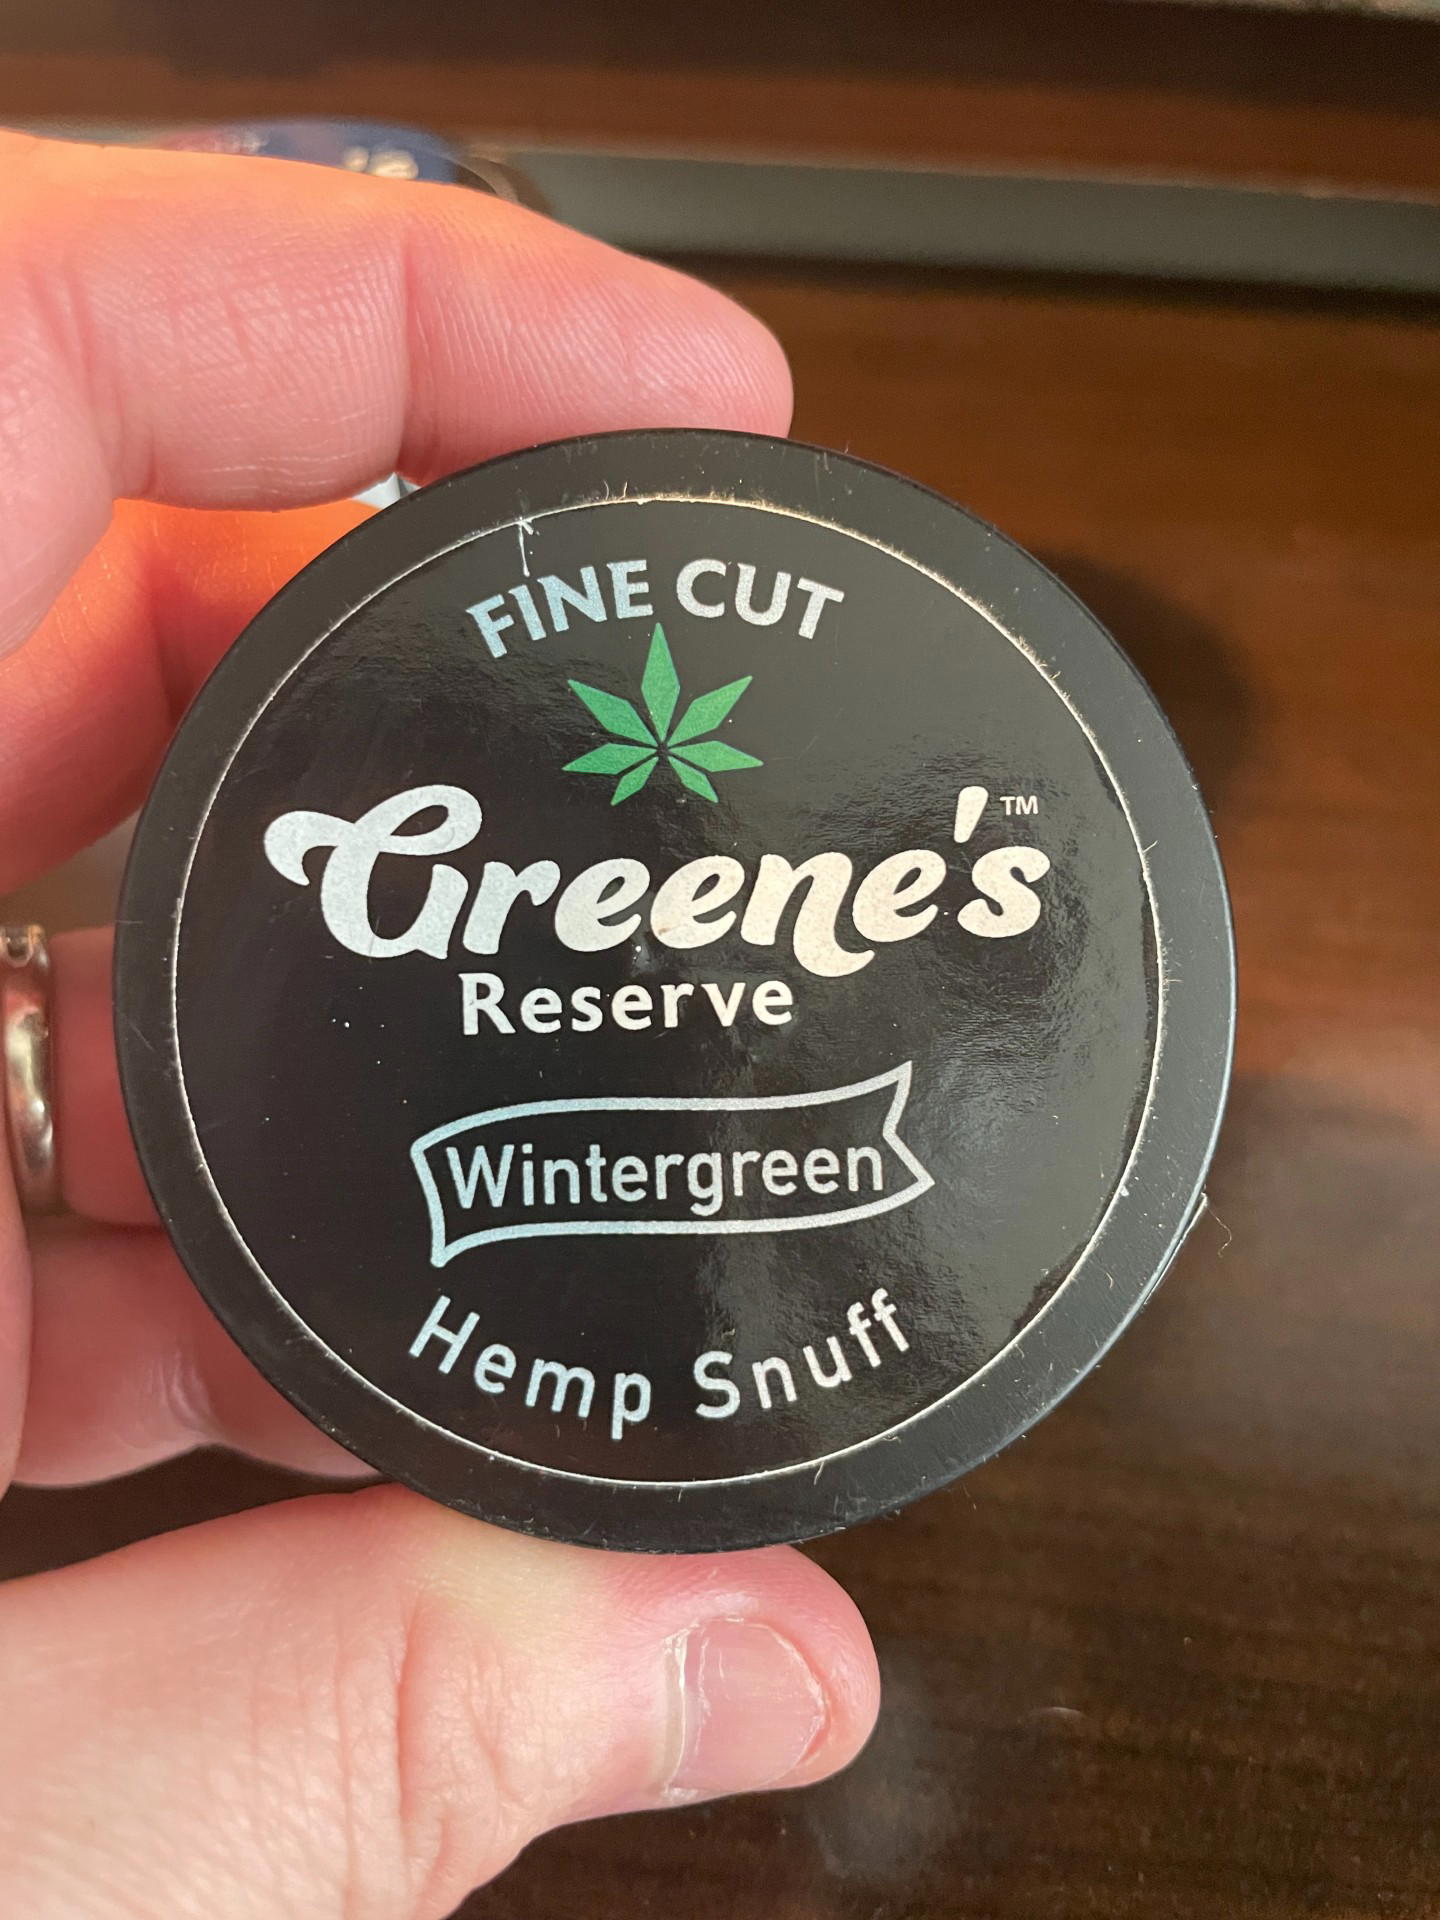 FINE CUT
Greene's™
Reserve
Wintergreen
Hemp Snuff